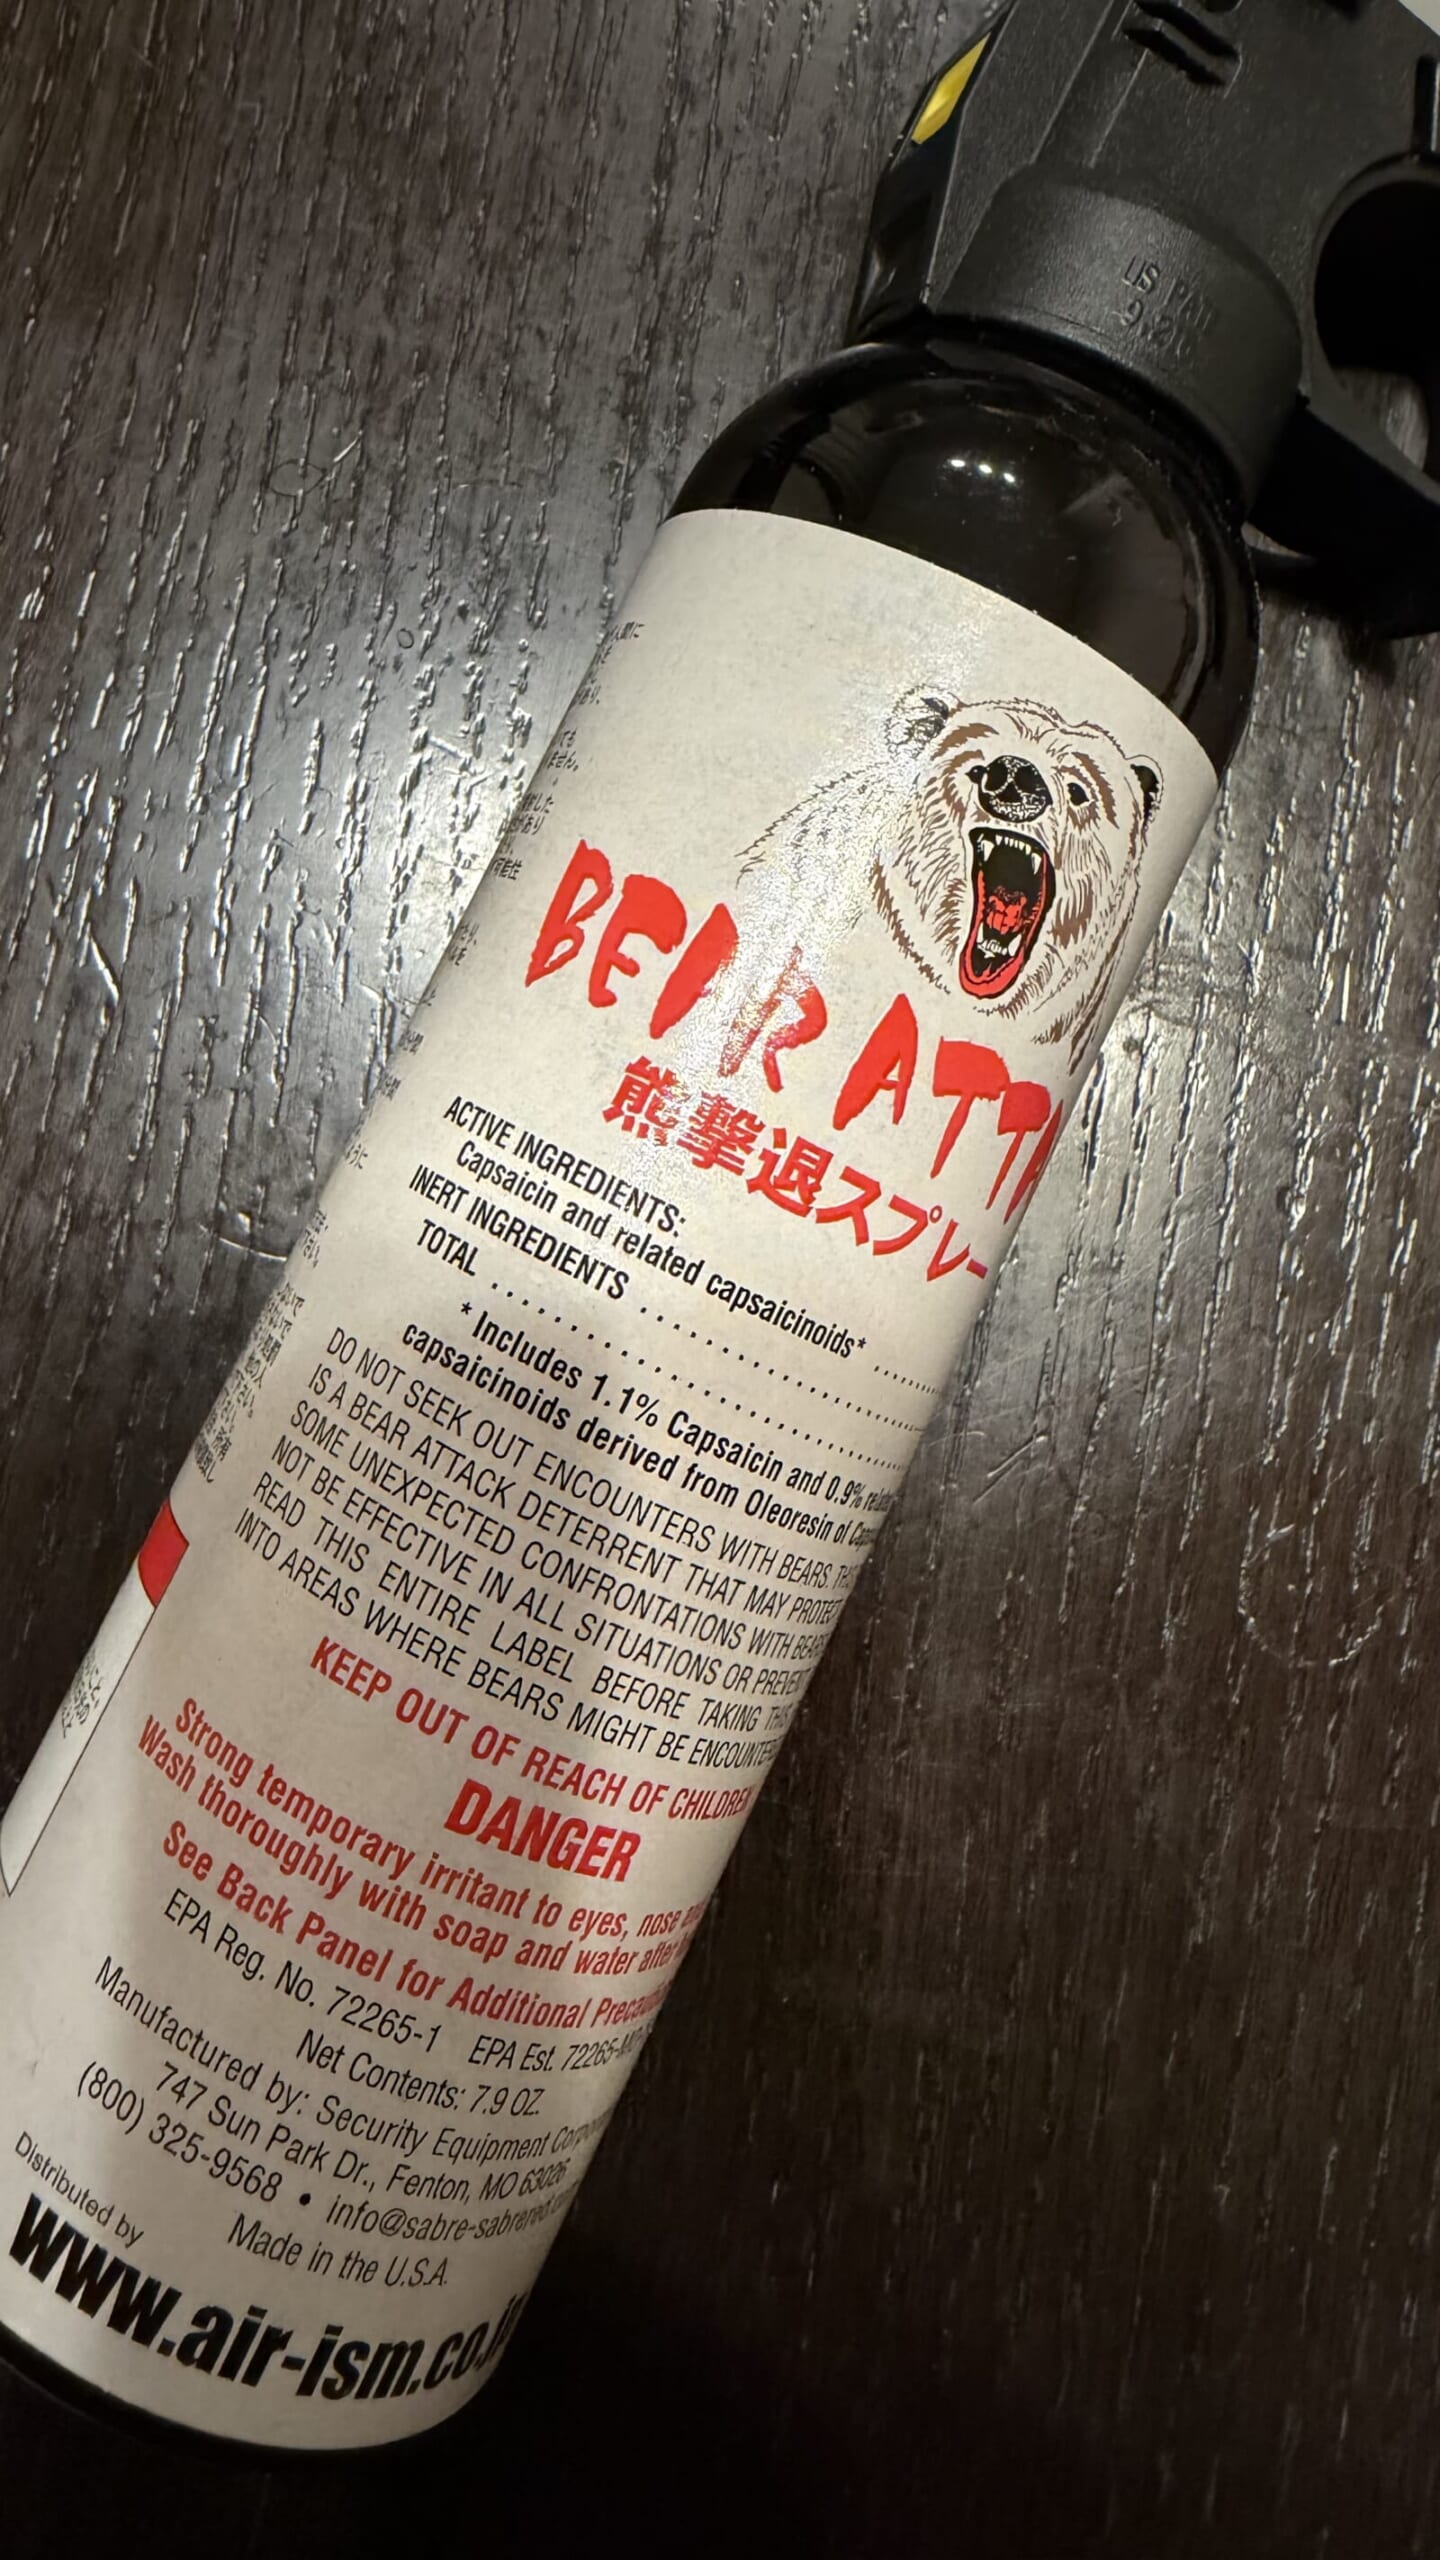 BEAR ATTA
熊撃退スプレー
ACTIVE INGREDIENTS:
Capsaicin and related capsaicinoids* ..........
INERT INGREDIENTS ..............................
TOTAL ..............................
* Includes 1.1% Capsaicin and 0.9%
capsaicinoids derived from Oleoresin of
DO NOT SEEK OUT ENCOUNTERS WITH BEARS.
IS A BEAR ATTACK DETERRENT THAT MAY PROTECT
SOME UNEXPECTED CONFRONTATIONS WITH BEARS
NOT BE EFFECTIVE IN ALL SITUATIONS OR PREVENT
READ THIS ENTIRE LABEL BEFORE TAKING THIS
INTO AREAS WHERE BEARS MIGHT BE ENCOUNTE
KEEP OUT OF REACH OF CHILDREN
DANGER
Strong temporary irritant to eyes, nose
Wash thoroughly with soap and water after
See Back Panel for Additional
EPA Reg. No. 72265-1 EPA Est. 72265-
Net Contents: 7.9 OZ.
Manufactured by: Security Equipment
747 Sun Park Dr., Fenton, MO 63026
(800) 325-9568 • info@sabre-sabrered
Made in the U.S.A.
Distributed by
www.air-ism.co.jp